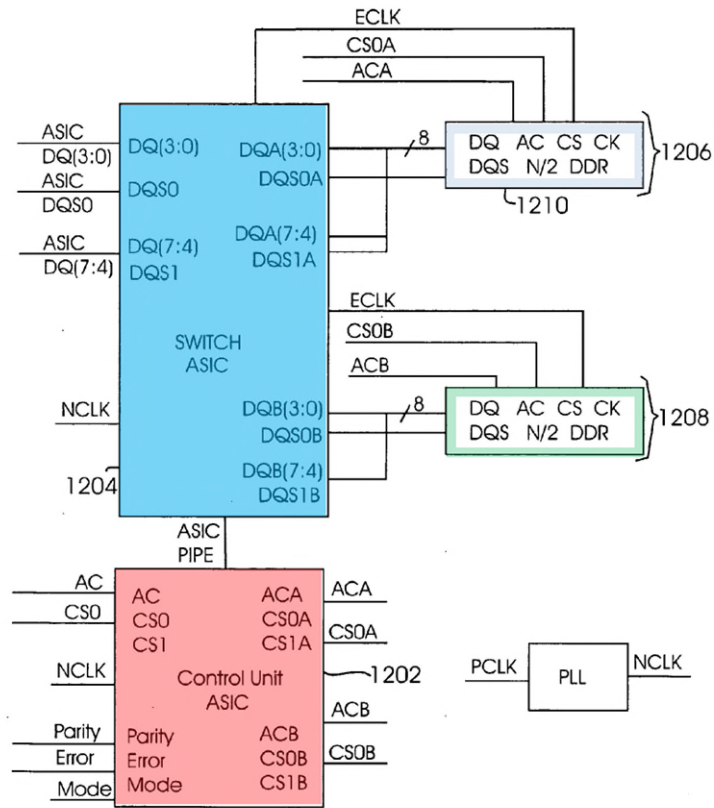 ECLK
CS0A
ACA
ASIC
DQ(3:0)
ASIC
DQS0
ASIC
DQ(7:4)
DQ(3:0)
DQS0
DQ(7:4)
DQS1
DQA(3:0)
DQS0A
DQA(7:4)
DQS1A
8
DQ AC CS CK
DQS N/2 DDR
1206
1210
SWITCH
ASIC
ECLK
CS0B
ACB
NCLK
1204
DQB(3:0)
DQS0B
DQB(7:4)
DQS1B
8
DQ AC CS CK
DQS N/2 DDR
1208
ASIC
PIPE
AC
CS0
NCLK
Parity
Error
Mode
AC
CS0
CS1
ACA
CS0A
CS1A
Control Unit
ASIC
Parity
Error
Mode
ACB
CS0B
CS1B
ACA
CS0A
1202
ACB
CS0B
PCLK
PLL
NCLK